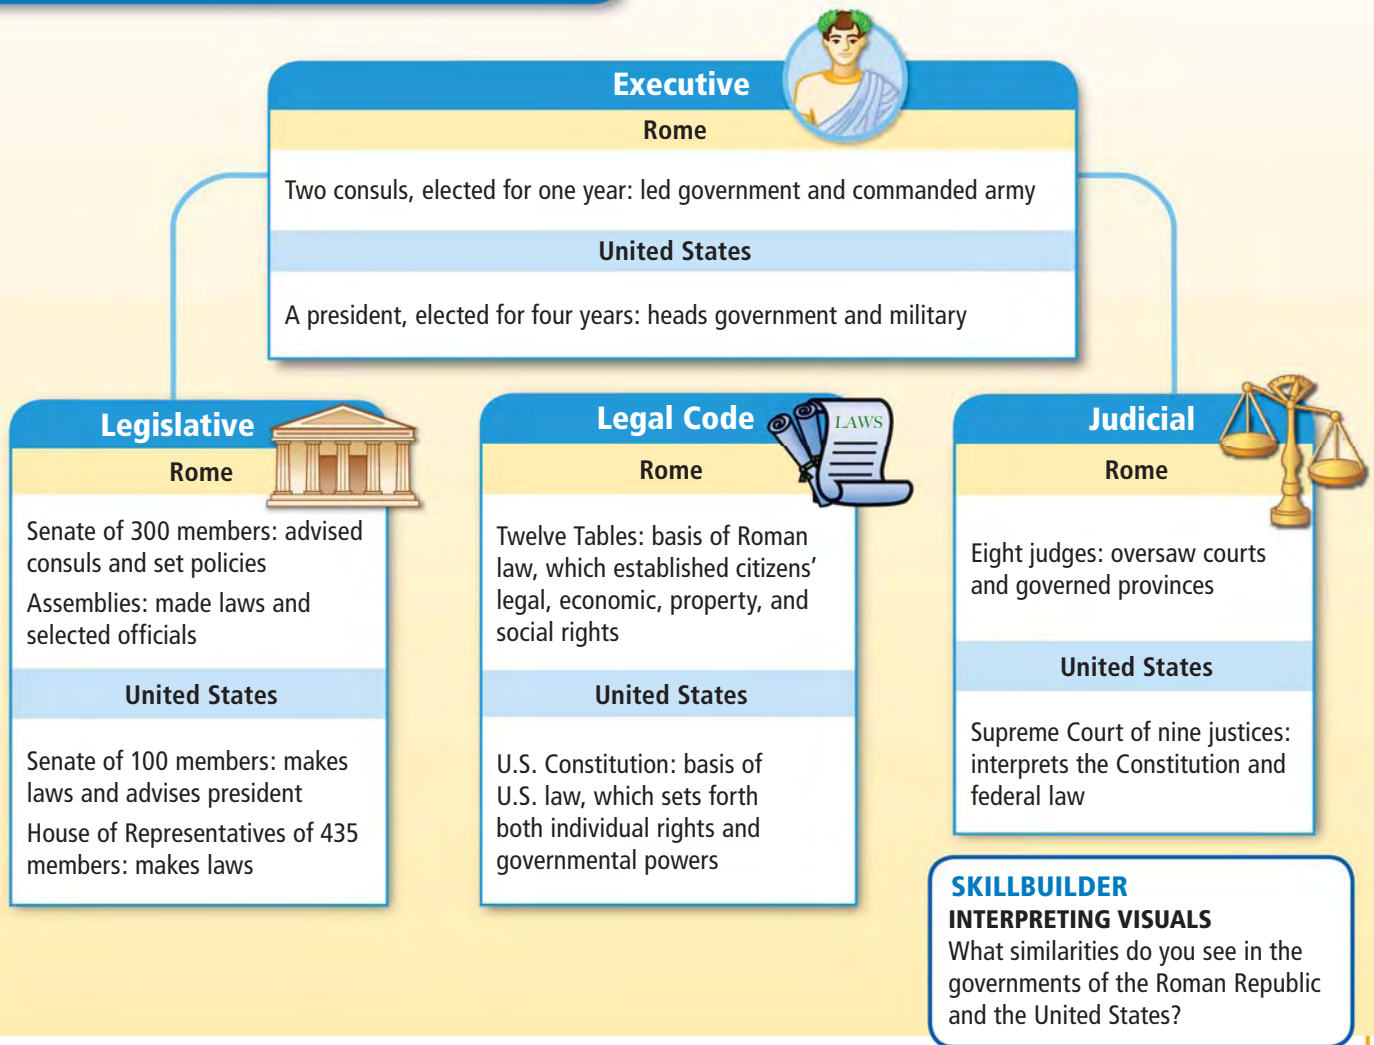 Executive
Rome
Two consuls, elected for one year: led government and commanded army
United States
A president, elected for four years: heads government and military
Legislative
Rome
Senate of 300 members: advised
consuls and set policies
Assemblies: made laws and
selected officials
United States
Senate of 100 members: makes
laws and advises president
House of Representatives of 435
members: makes laws
Legal Code
LAWS
Rome
Twelve Tables: basis of Roman
law, which established citizens’
legal, economic, property, and
social rights
United States
U.S. Constitution: basis of
U.S. law, which sets forth
both individual rights and
governmental powers
Judicial
Rome
Eight judges: oversaw courts
and governed provinces
United States
Supreme Court of nine justices:
interprets the Constitution and
federal law
SKILLBUILDER
INTERPRETING VISUALS
What similarities do you see in the
governments of the Roman Republic
and the United States?